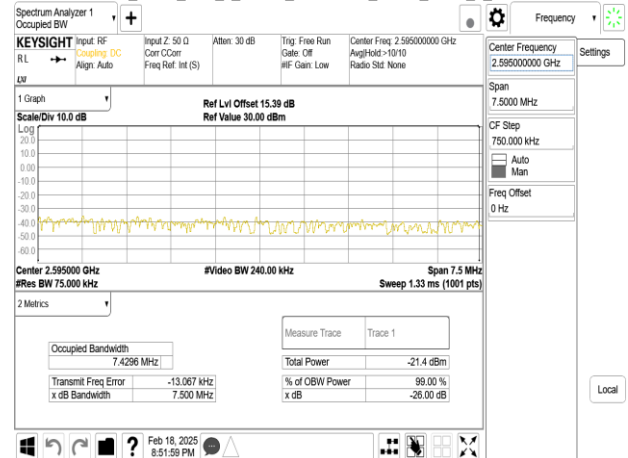 Spectrum Analyzer 1
Occupied BW
Frequency
KEYSIGHT
RL
LXI
Input: RF
Coupling: DC
Align: Auto
Input Z: 50 Ω
Corr CCorr
Freq Ref: Int (S)
Atten: 30 dB
Trig: Free Run
Gate: Off
#IF Gain: Low
Center Freq: 2.595000000 GHz
Avg|Hold:>10/10
Radio Std: None
Center Frequency
2.595000000 GHz
Settings
Span
7.5000 MHz
CF Step
750.000 kHz
Auto
Man
Freq Offset
0 Hz
Local
1 Graph
Ref Lvl Offset 15.39 dB
Scale/Div 10.0 dB
Ref Value 30.00 dBm
Log
20.0
10.0
0.00
-10.0
-20.0
-30.0
-40.0
-50.0
-60.0
Center 2.595000 GHz
#Video BW 240.00 kHz
Span 7.5 MHz
#Res BW 75.000 kHz
Sweep 1.33 ms (1001 pts)
2 Metrics
Measure Trace
Trace 1
Occupied Bandwidth
7.4296 MHz
Total Power
-21.4 dBm
Transmit Freq Error
-13.067 kHz
% of OBW Power
99.00 %
x dB Bandwidth
7.500 MHz
x dB
-26.00 dB
?
Feb 18, 2025
8:51:59 PM